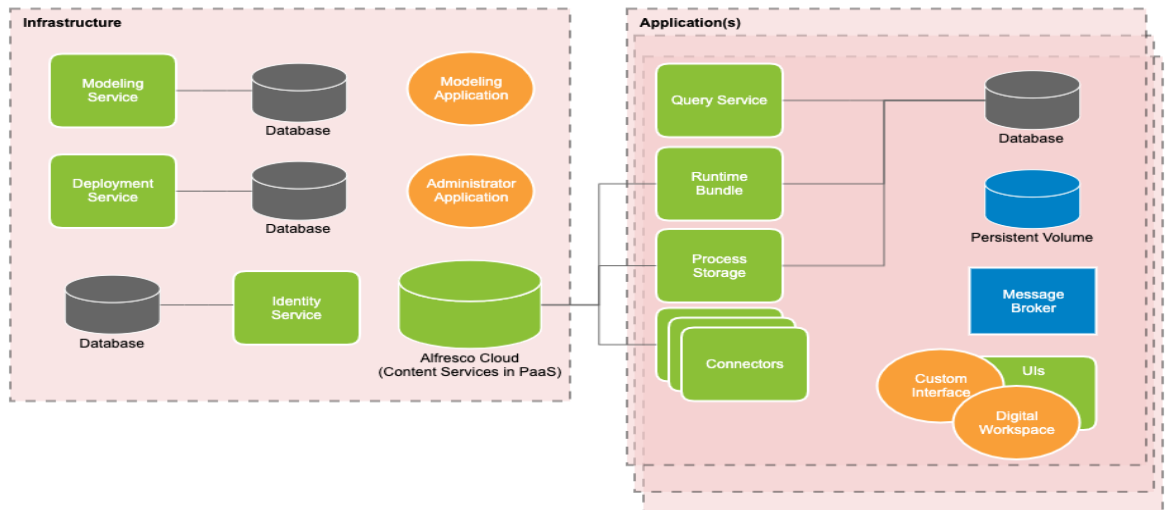 Infrastructure
Modeling
Service
Database
Modeling
Application
Deployment
Service
Database
Administrator
Application
Database
Identity
Service
Alfresco Cloud
(Content Services in PaaS)
Application(s)
Query Service
Database
Runtime
Bundle
Persistent Volume
Process
Storage
Message
Broker
Connectors
UIs
Custom
Interface
Digital
Workspace